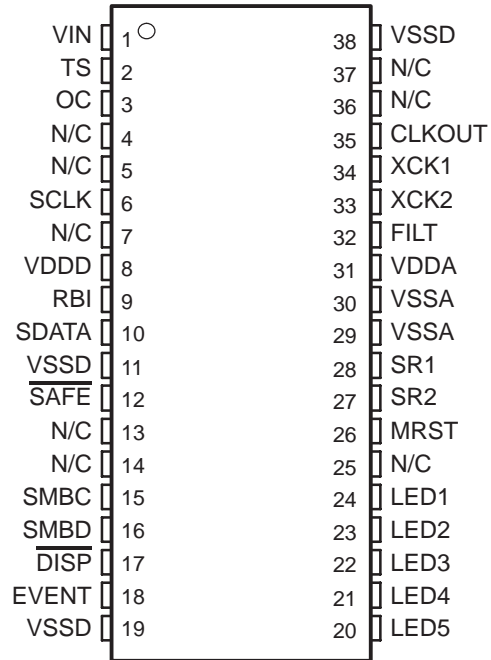 VIN 1 38 VSSD
TS 2 37 N/C
OC 3 36 N/C
N/C 4 35 CLKOUT
N/C 5 34 XCK1
SCLK 6 33 XCK2
N/C 7 32 FILT
VDDD 8 31 VDDA
RBI 9 30 VSSA
SDATA 10 29 VSSA
VSSD 11 28 SR1
SAFE 12 27 SR2
N/C 13 26 MRST
N/C 14 25 N/C
SMBC 15 24 LED1
SMBD 16 23 LED2
DISP 17 22 LED3
EVENT 18 21 LED4
VSSD 19 20 LED5